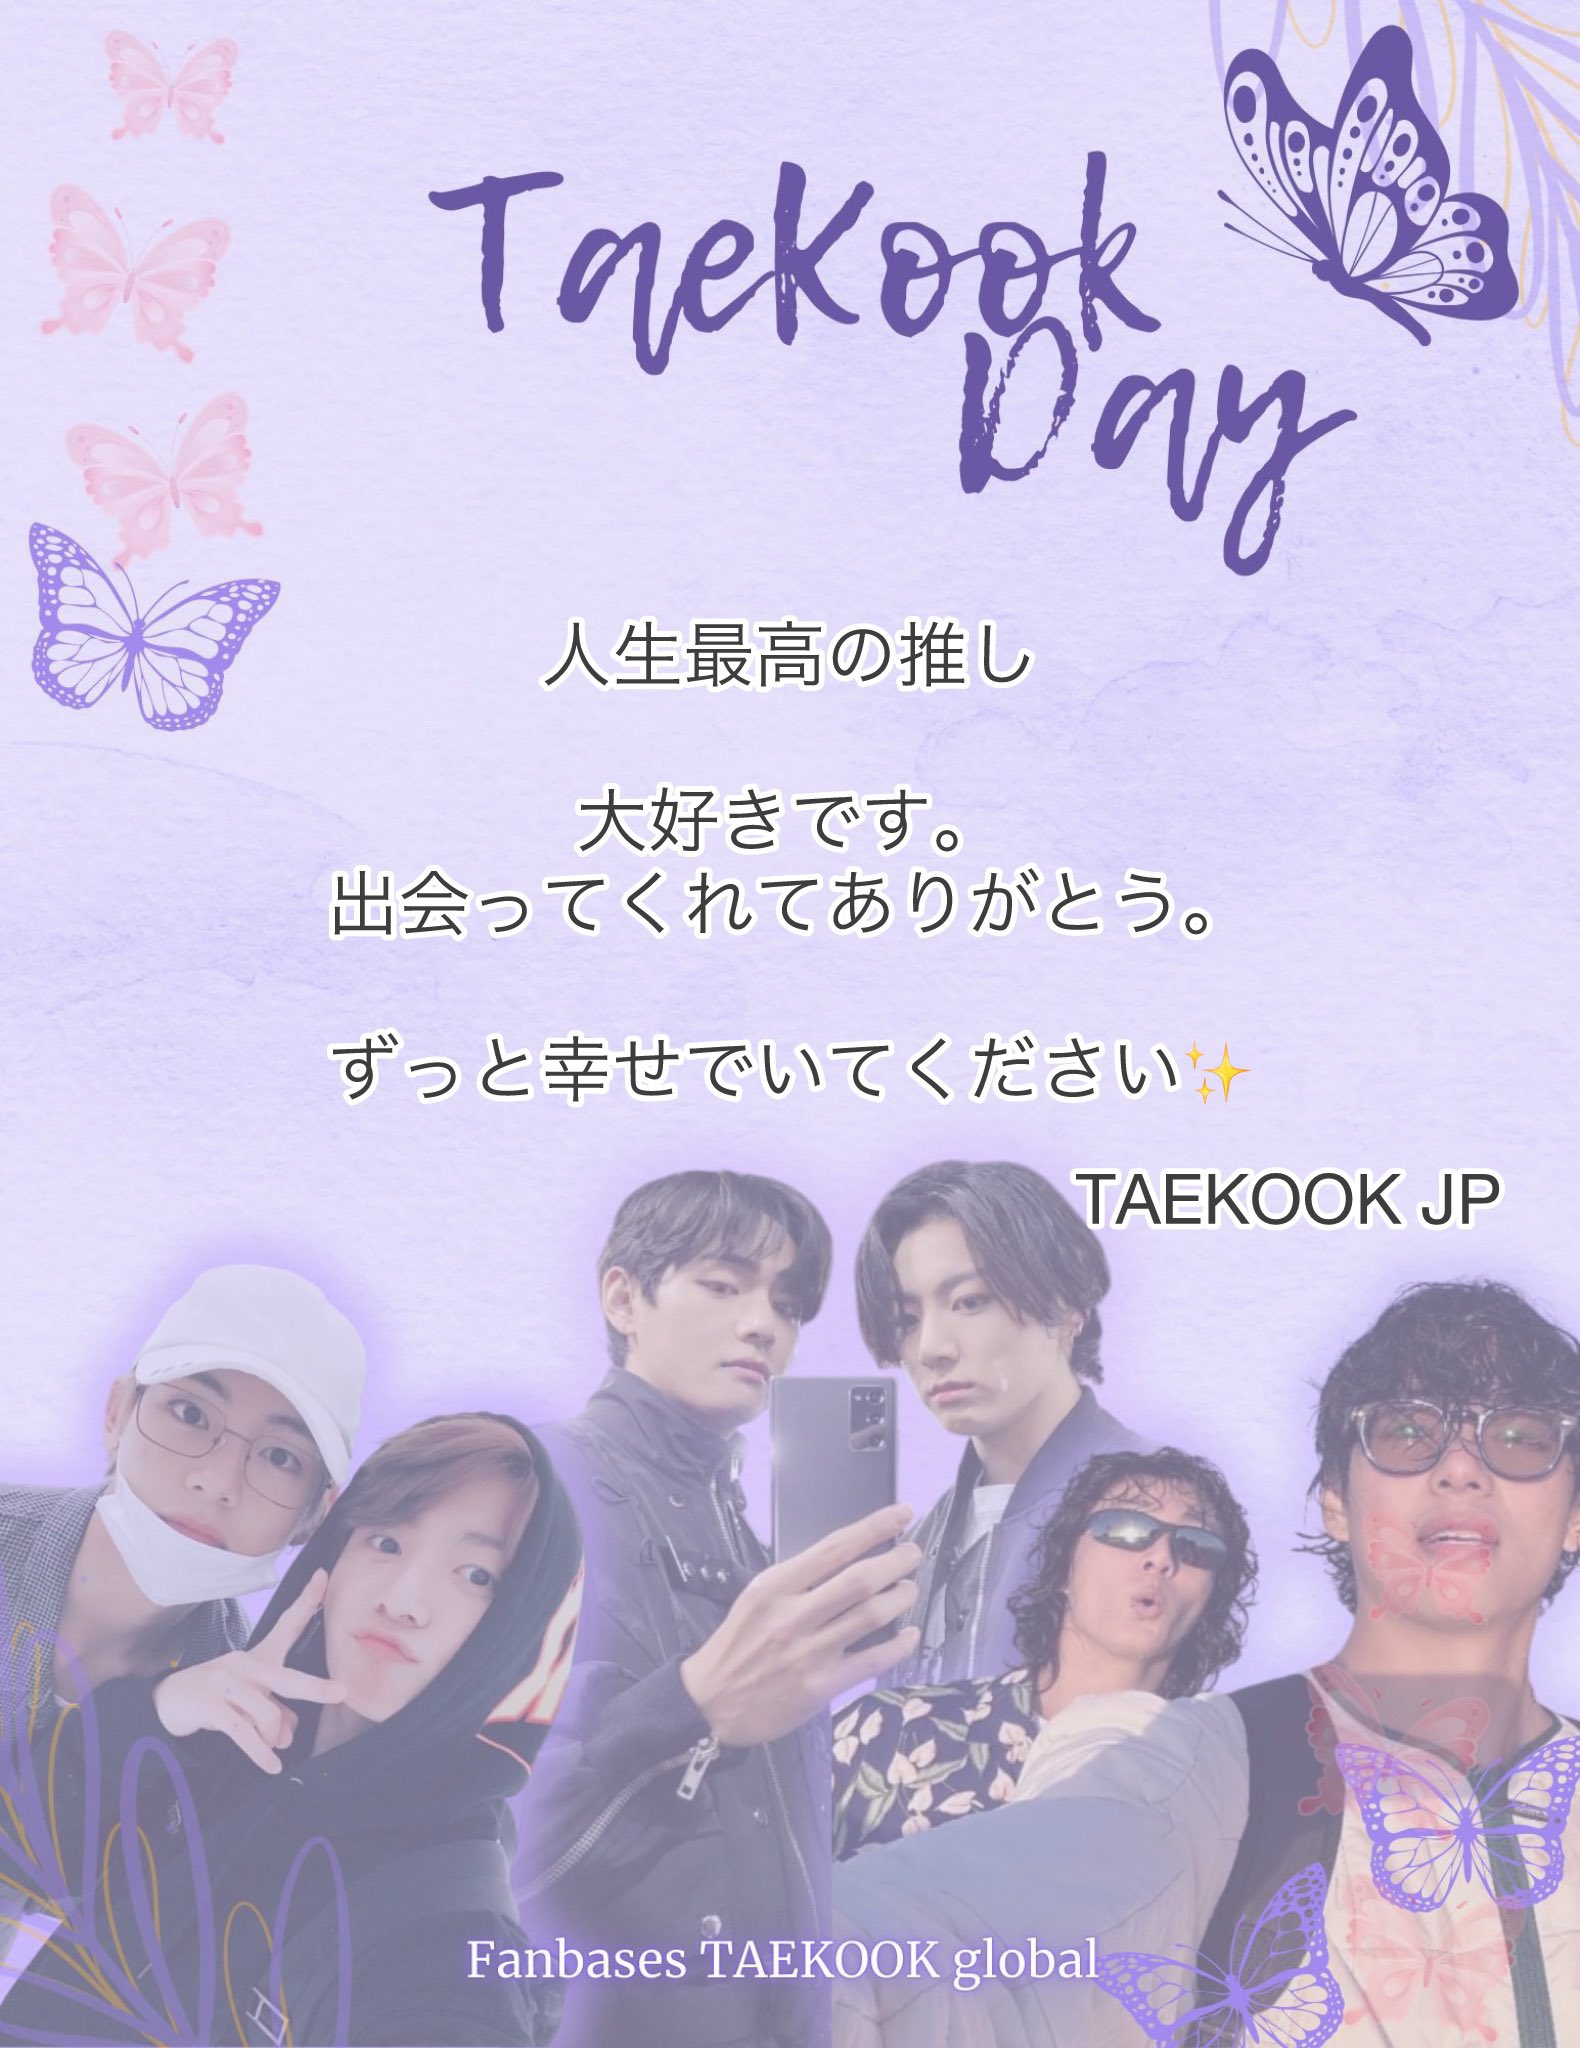 TaeKook
Day
人生最高の推し
大好きです。
出会ってくれてありがとう。
ずっと幸せでいてください✨
TAEKOOK JP
Fanbases TAEKOOK global